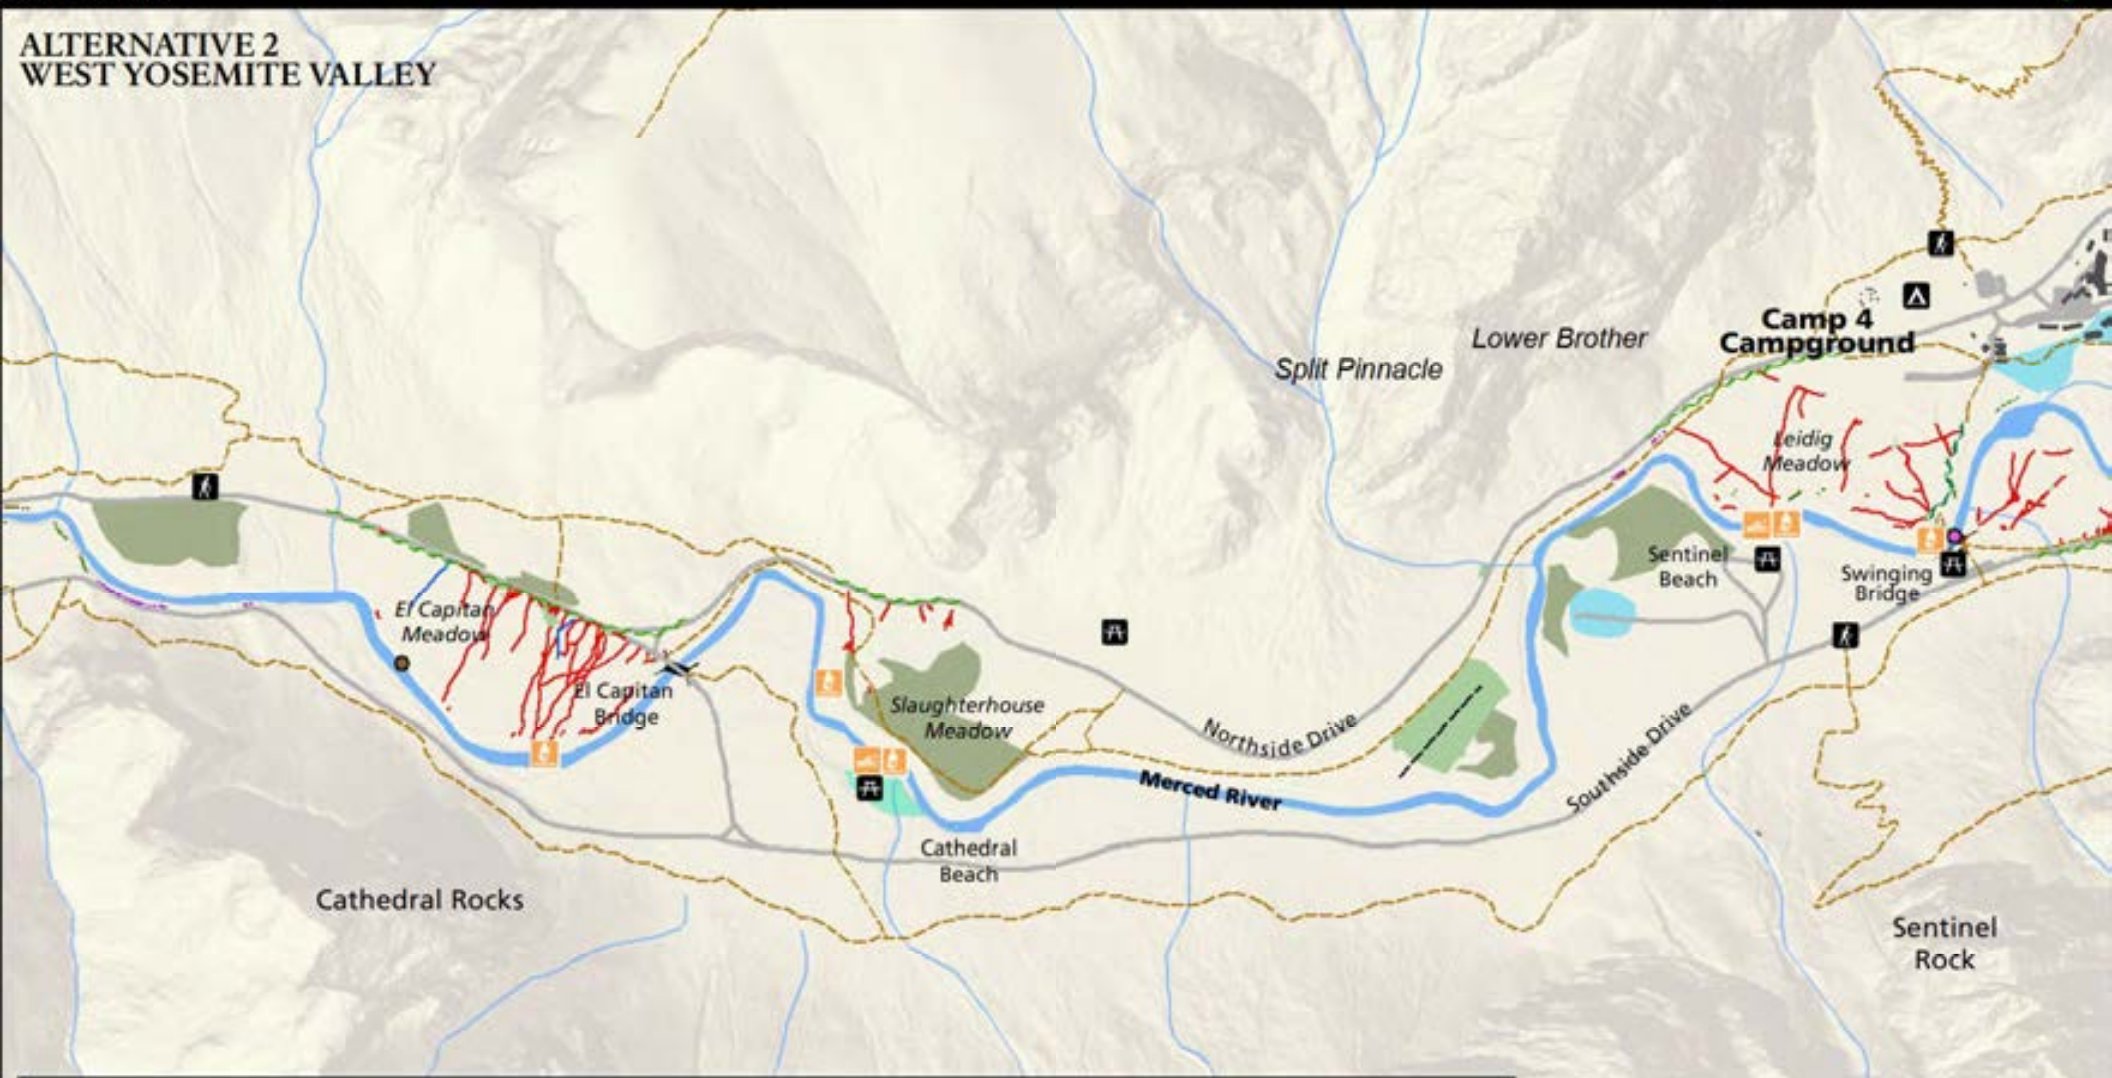 ALTERNATIVE 2
WEST YOSEMITE VALLEY
Split Pinnacle
Lower Brother
Camp 4
Campground
Leidig
Meadow
Sentinel
Beach
Swinging
Bridge
El Capitan
Meadow
El Capitan
Bridge
Slaughterhouse
Meadow
Northside Drive
Merced River
Southside Drive
Cathedral
Beach
Cathedral Rocks
Sentinel
Rock